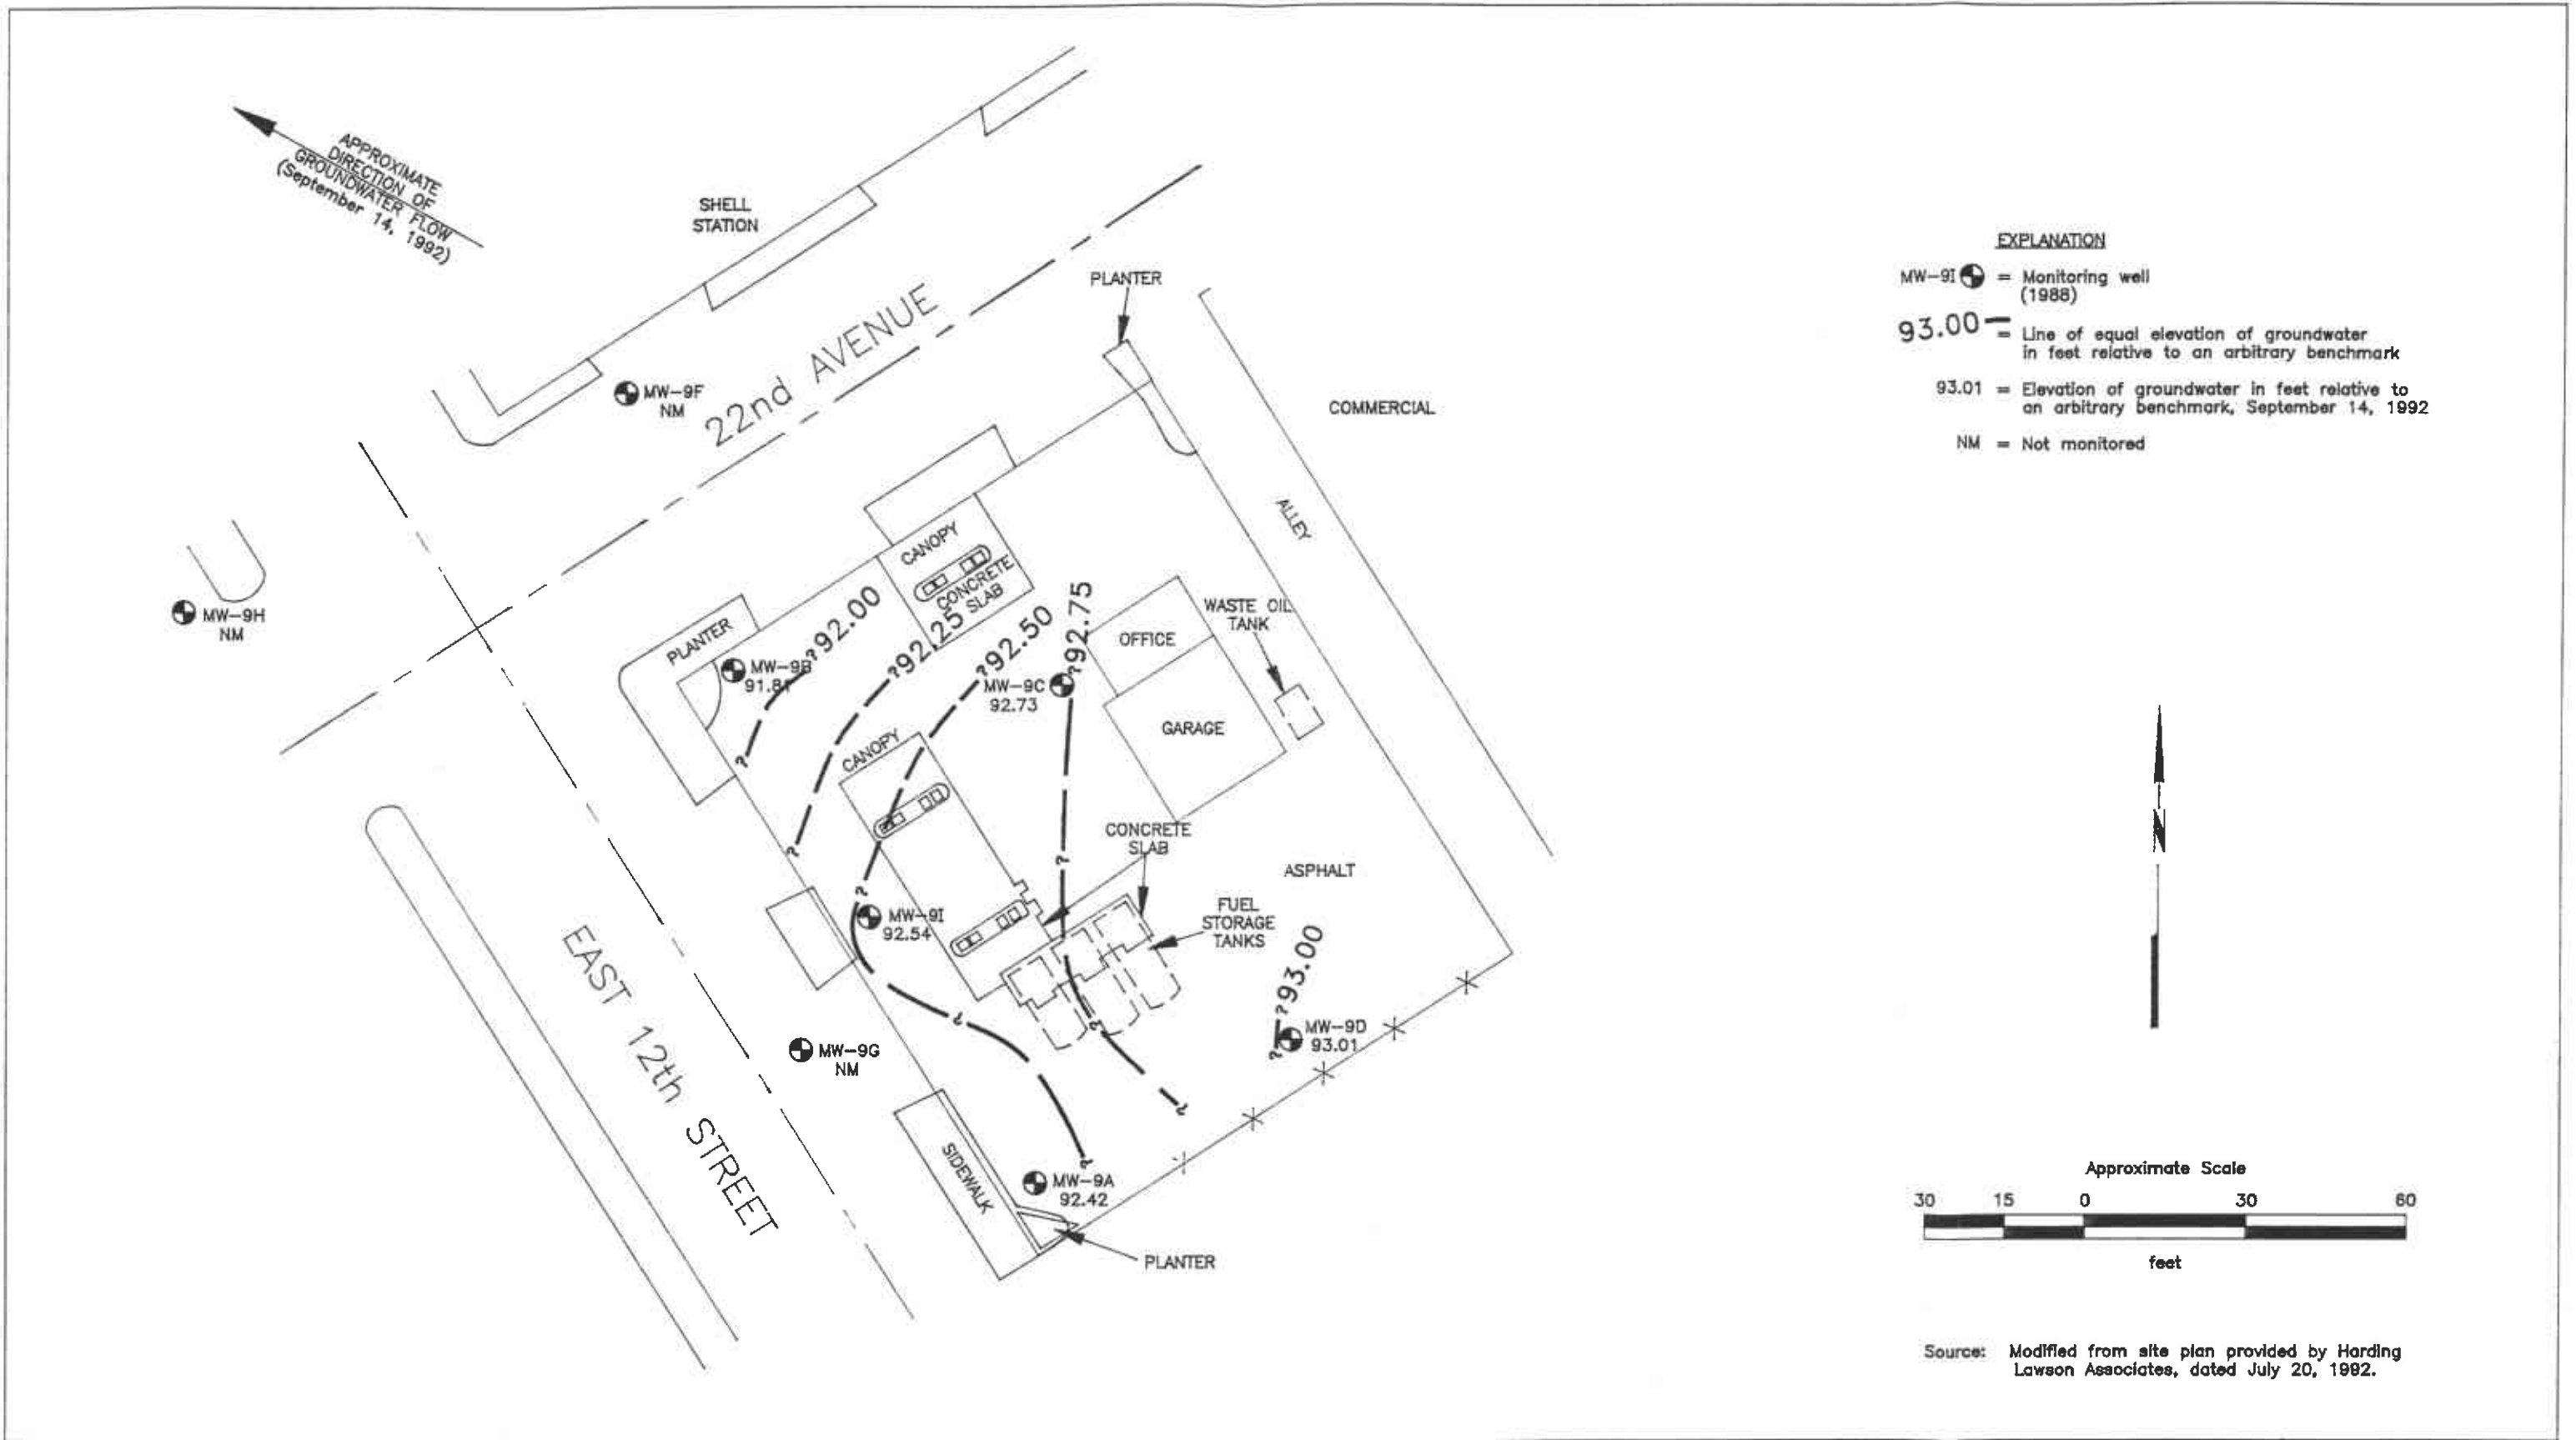 APPROXIMATE
DIRECTION OF
GROUNDWATER FLOW
(September 14, 1992)
SHELL
STATION
22nd AVENUE
PLANTER
COMMERCIAL
ALLEY
MW-9F
NM
MW-9H
NM
CANOPY
CONCRETE
SLAB
PLANTER
?92.00
?92.25
?92.50
?92.75
MW-9B
91.81
MW-9C
92.73
OFFICE
GARAGE
WASTE OIL
TANK
CANOPY
?
?
?
?
CONCRETE
SLAB
ASPHALT
FUEL
STORAGE
TANKS
MW-9I
92.54
?93.00
?
MW-9D
93.01
?
?
?
?
MW-9G
NM
EAST 12th STREET
SIDEWALK
MW-9A
92.42
PLANTER
EXPLANATION
MW-9I = Monitoring well
(1988)
93.00 = Line of equal elevation of groundwater
in feet relative to an arbitrary benchmark
93.01 = Elevation of groundwater in feet relative to
an arbitrary benchmark, September 14, 1992
NM = Not monitored
N
Approximate Scale
30 15 0 30 60
feet
Source: Modified from site plan provided by Harding
Lawson Associates, dated July 20, 1992.